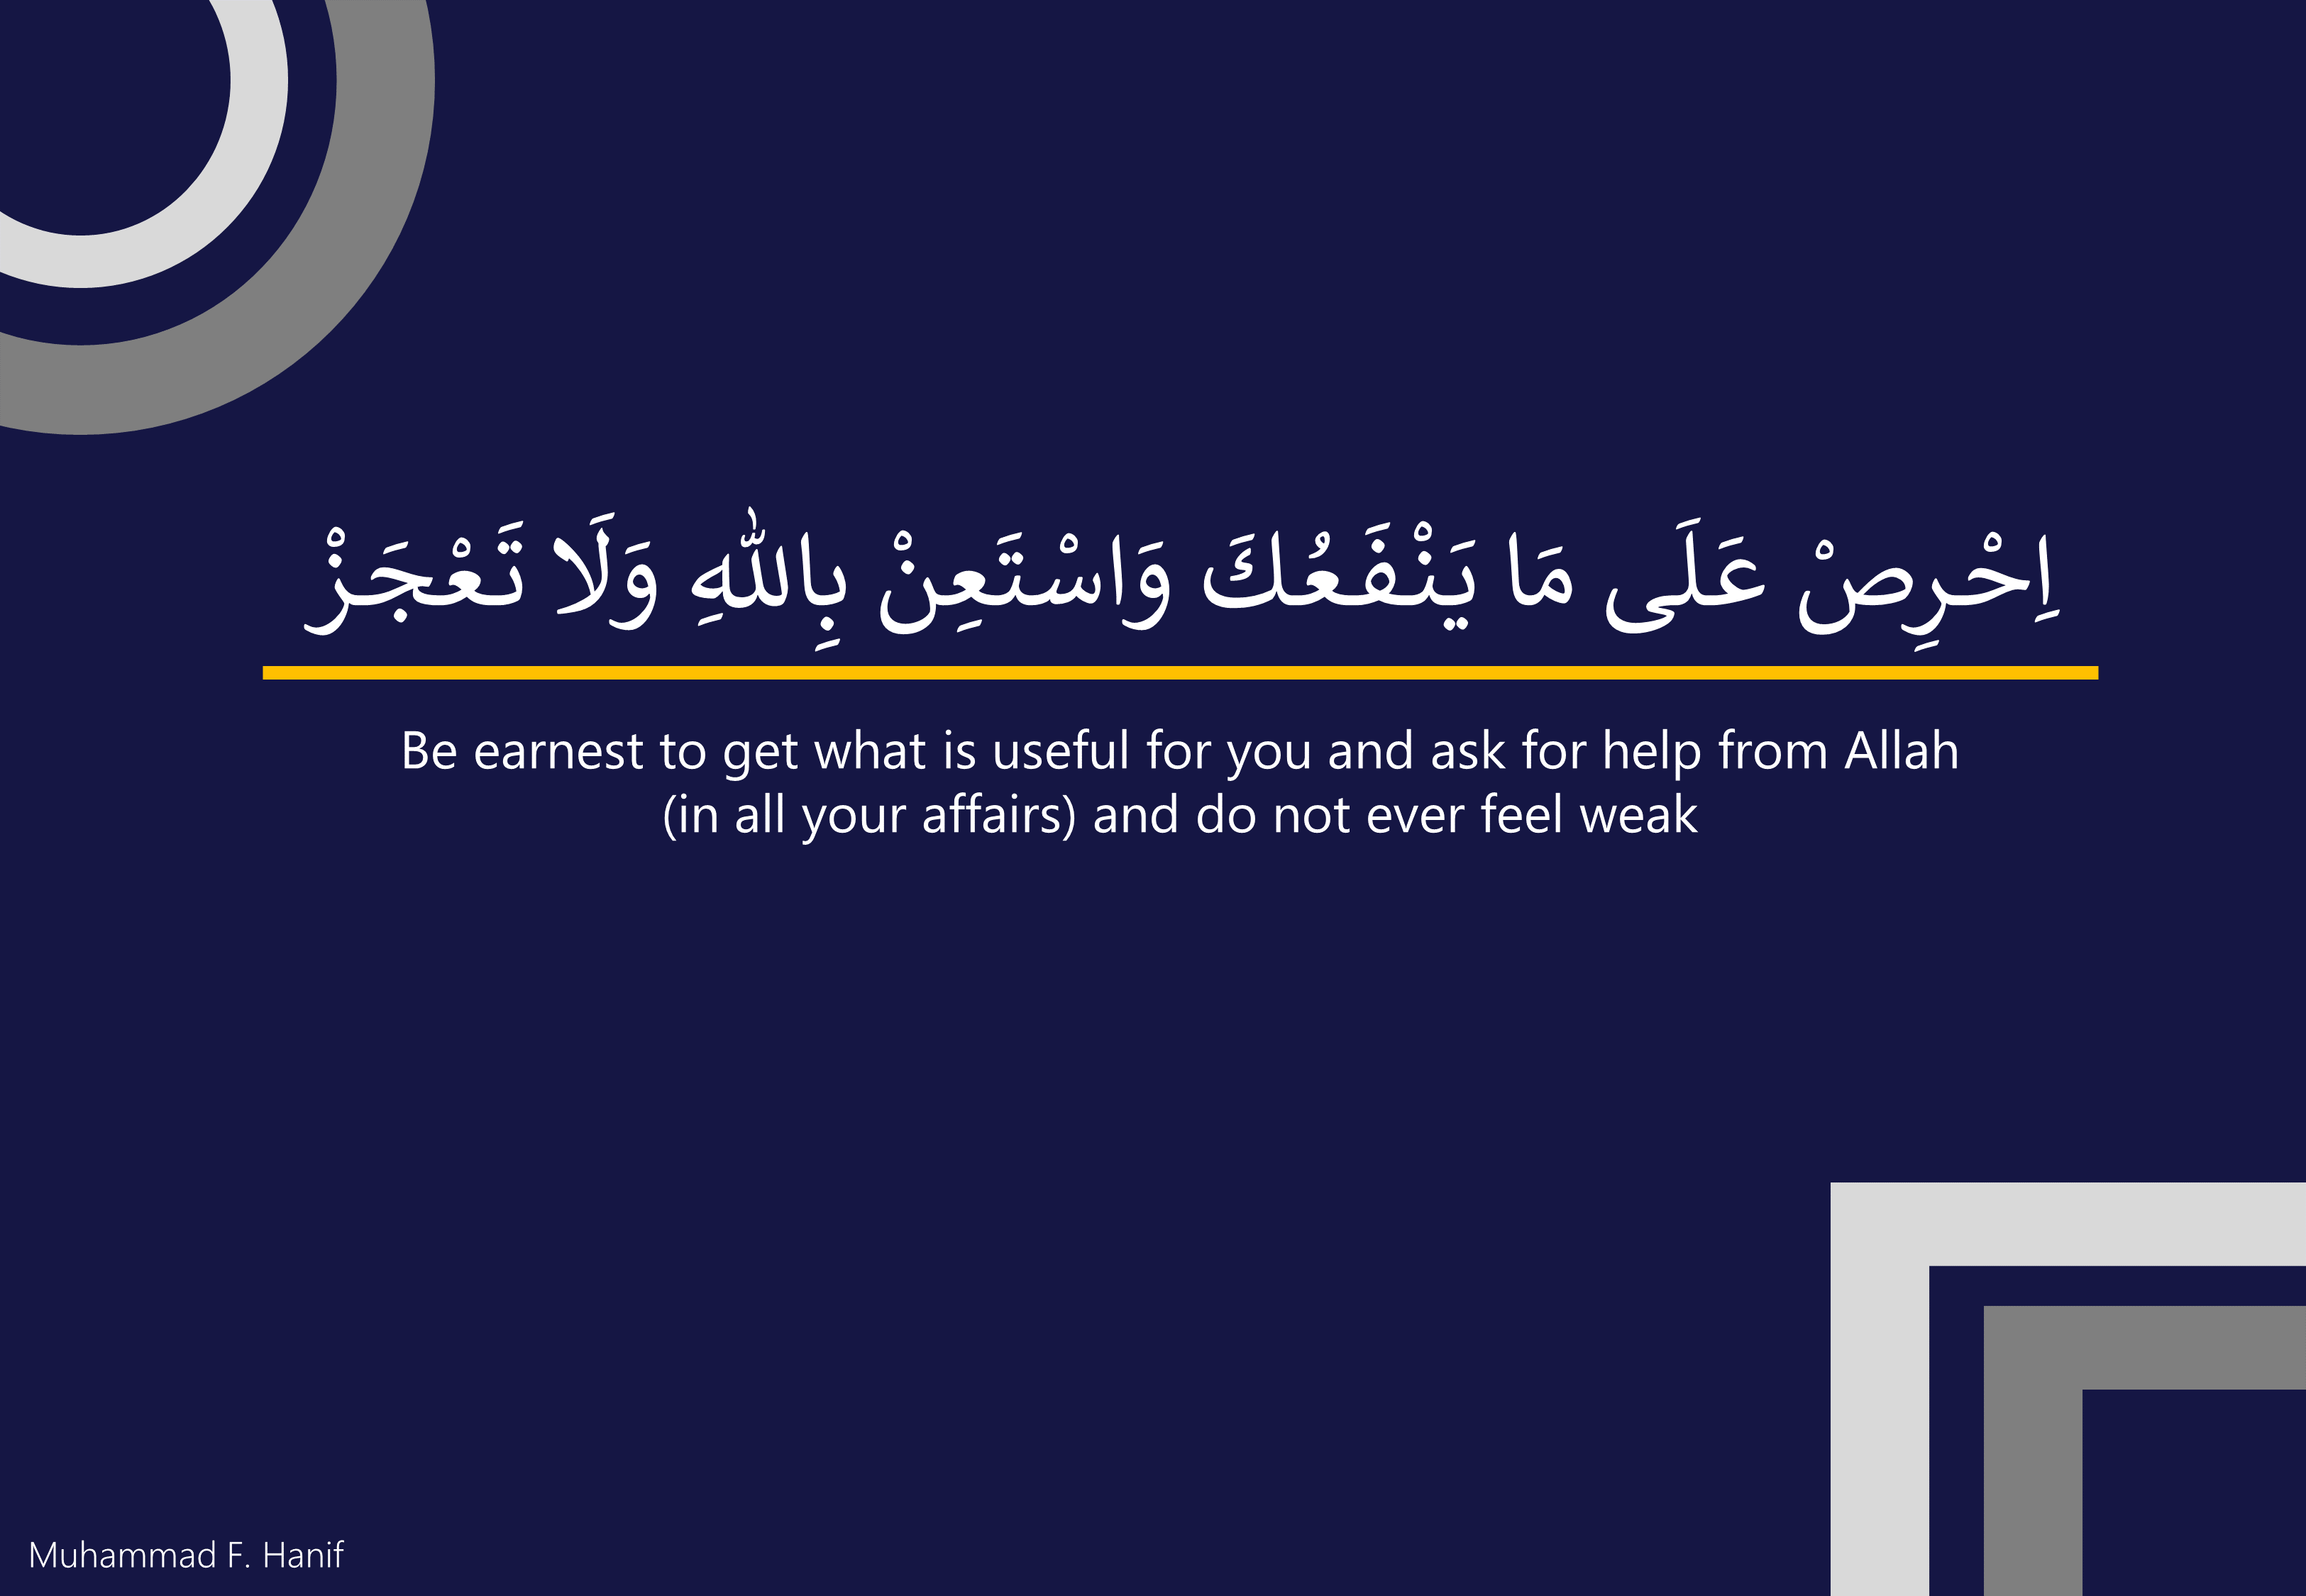 اِحْرِصْ عَلَى مَا يَنْفَعُكَ وَاسْتَعِنْ بِاللهِ وَلَا تَعْجَزْ
Be earnest to get what is useful for you and ask for help from Allah
(in all your affairs) and do not ever feel weak
Muhammad F. Hanif